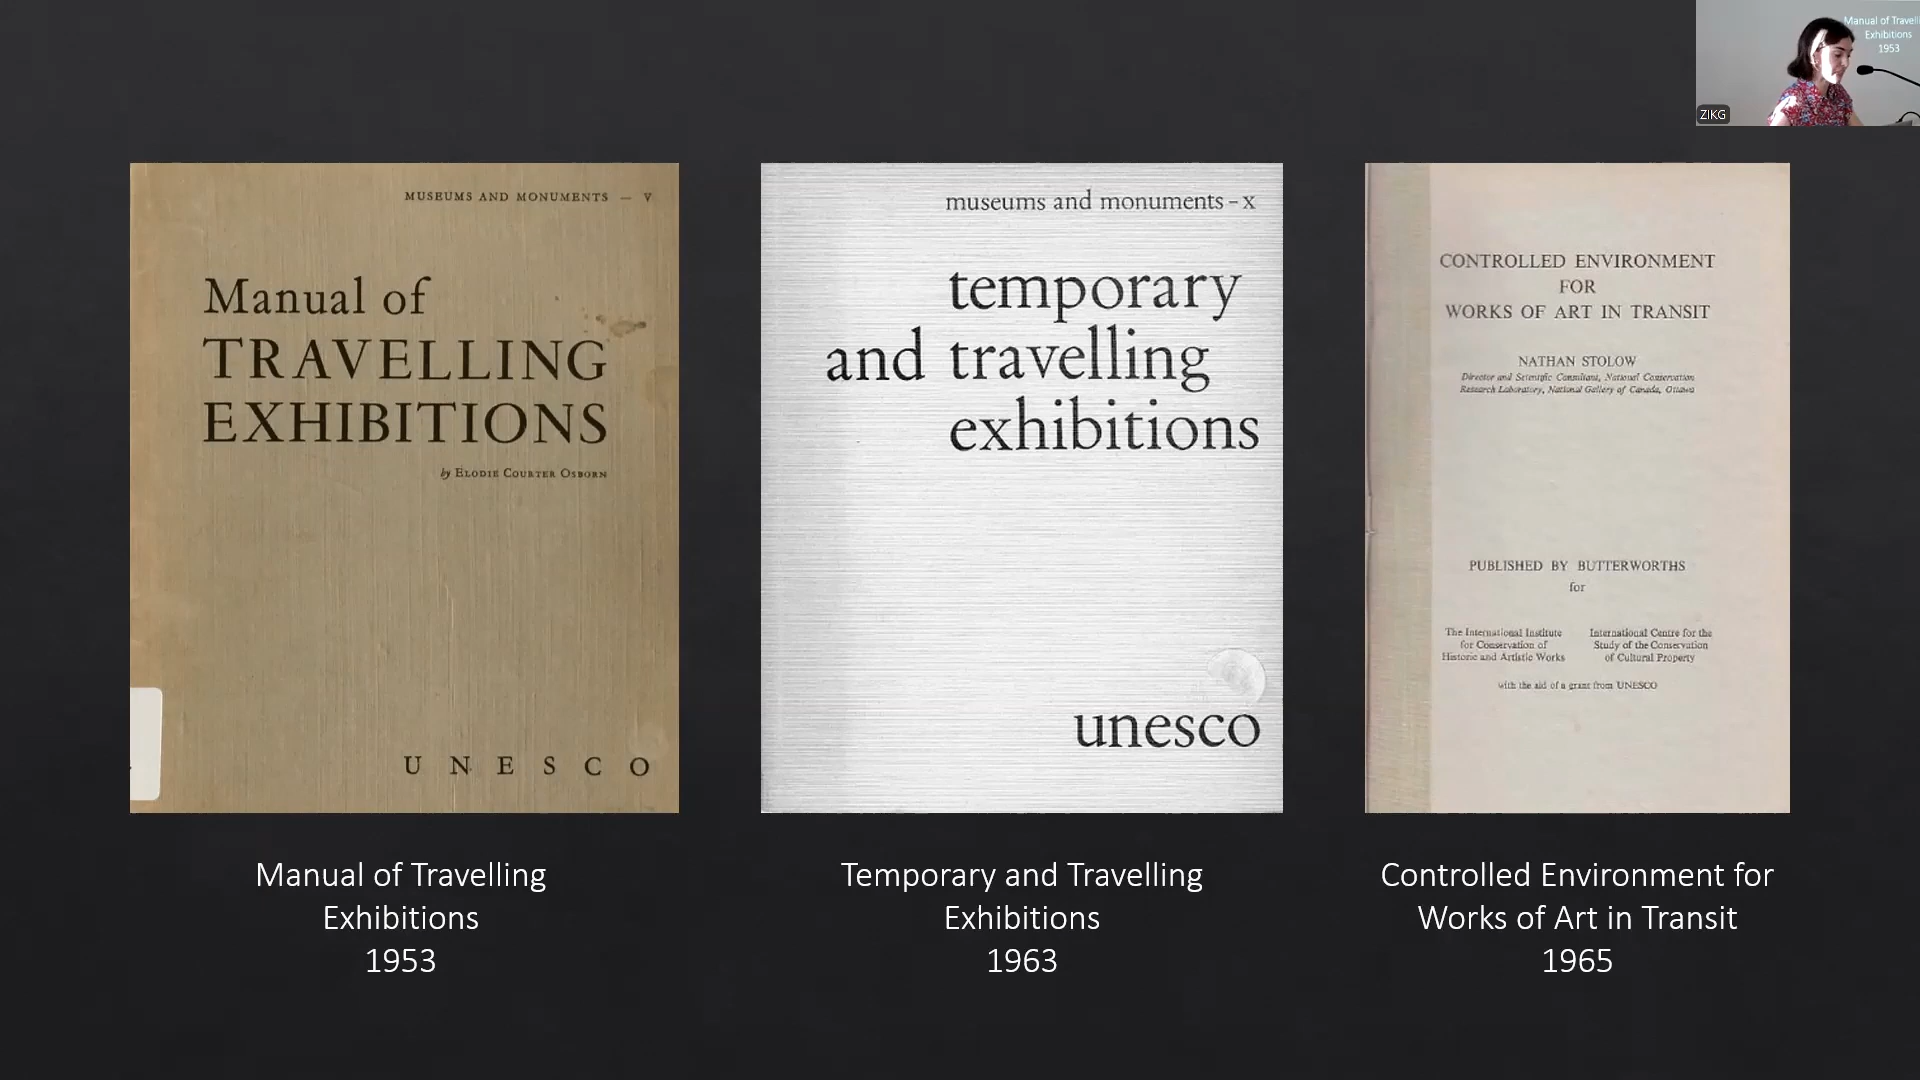 Manual of Travelli
Exhibitions
1953
ZIKG
MUSEUMS AND MONUMENTS — V
Manual of
TRAVELLING
EXHIBITIONS
by ELODIE COURTER OSBORN
UNESCO
museums and monuments - x
temporary
and travelling
exhibitions
unesco
CONTROLLED ENVIRONMENT
FOR
WORKS OF ART IN TRANSIT
NATHAN STOLOW
Director and Scientific Consultant, National Conservation
Research Laboratory, National Gallery of Canada, Ottawa
PUBLISHED BY BUTTERWORTHS
for
The International Institute
for Conservation of
Historic and Artistic Works
International Centre for the
Study of the Conservation
of Cultural Property
with the aid of a grant from UNESCO
Manual of Travelling
Exhibitions
1953
Temporary and Travelling
Exhibitions
1963
Controlled Environment for
Works of Art in Transit
1965